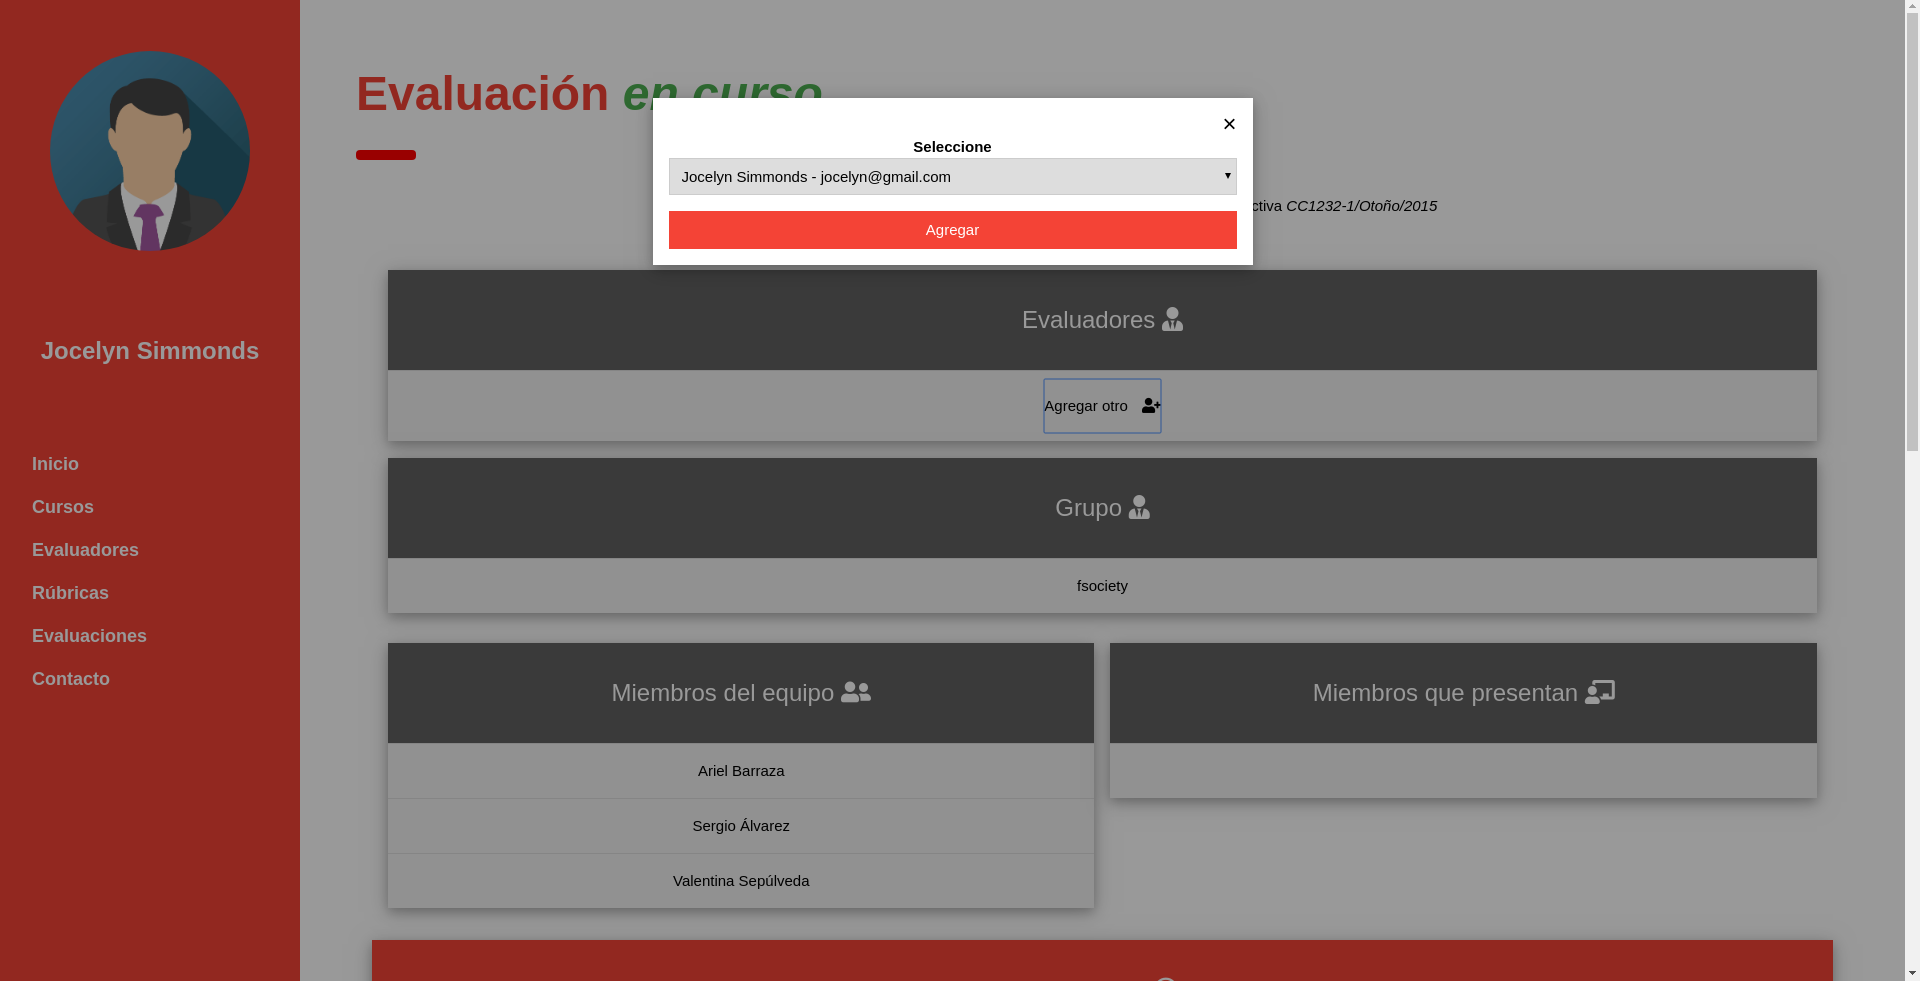 Jocelyn Simmonds
Inicio
Cursos
Evaluadores
Rúbricas
Evaluaciones
Contacto
Evaluación en curso
×
Seleccione
Jocelyn Simmonds - jocelyn@gmail.com
Agregar
CC1232-1/Otoño/2015
Evaluadores
Agregar otro
Grupo
fsociety
Miembros del equipo
Ariel Barraza
Sergio Álvarez
Valentina Sepúlveda
Miembros que presentan